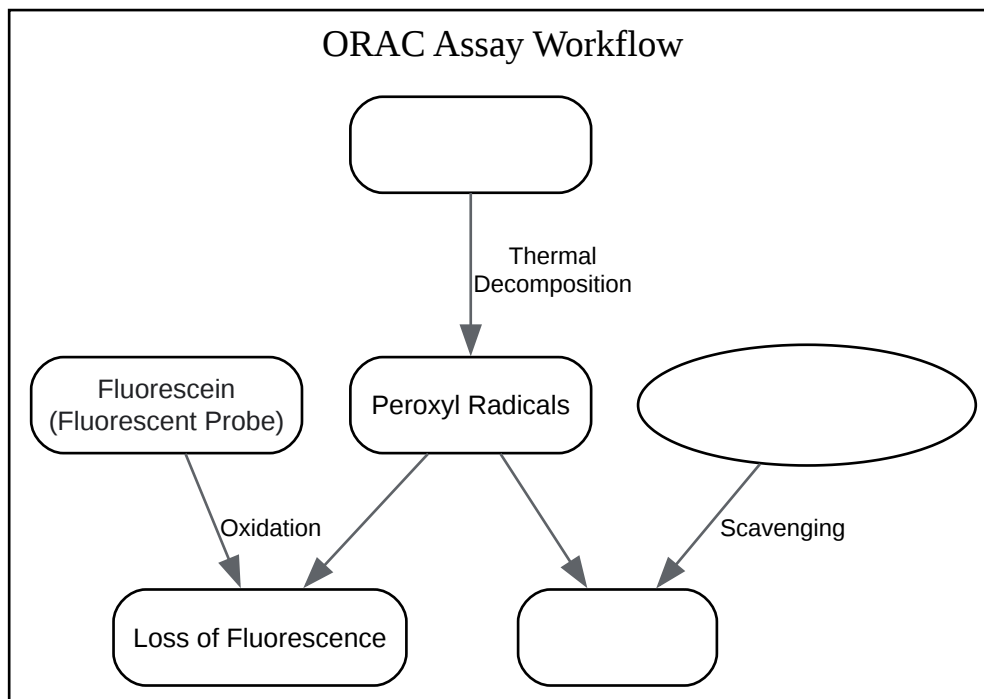 ORAC Assay Workflow
Thermal
Decomposition
Fluorescein
(Fluorescent Probe)
Peroxyl Radicals
Oxidation
Scavenging
Loss of Fluorescence